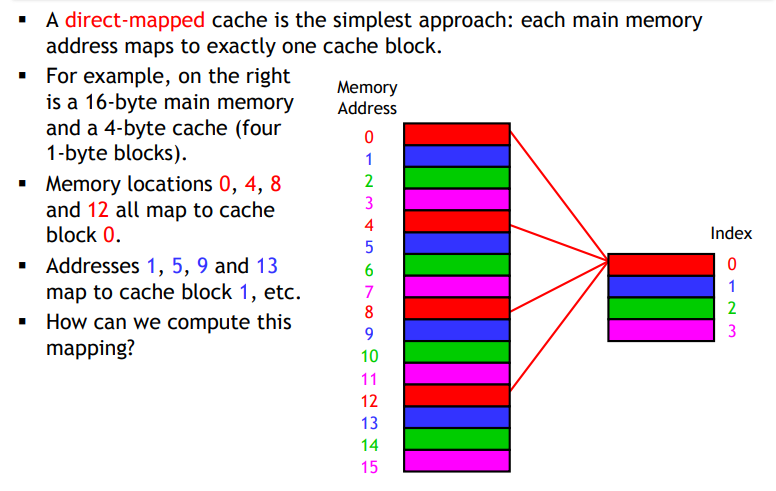 ▪ A direct-mapped cache is the simplest approach: each main memory
address maps to exactly one cache block.
▪ For example, on the right
is a 16-byte main memory
and a 4-byte cache (four
1-byte blocks).
▪ Memory locations 0, 4, 8
and 12 all map to cache
block 0.
▪ Addresses 1, 5, 9 and 13
map to cache block 1, etc.
▪ How can we compute this
mapping?
Memory
Address
0
1
2
3
4
5
6
7
8
9
10
11
12
13
14
15
Index
0
1
2
3